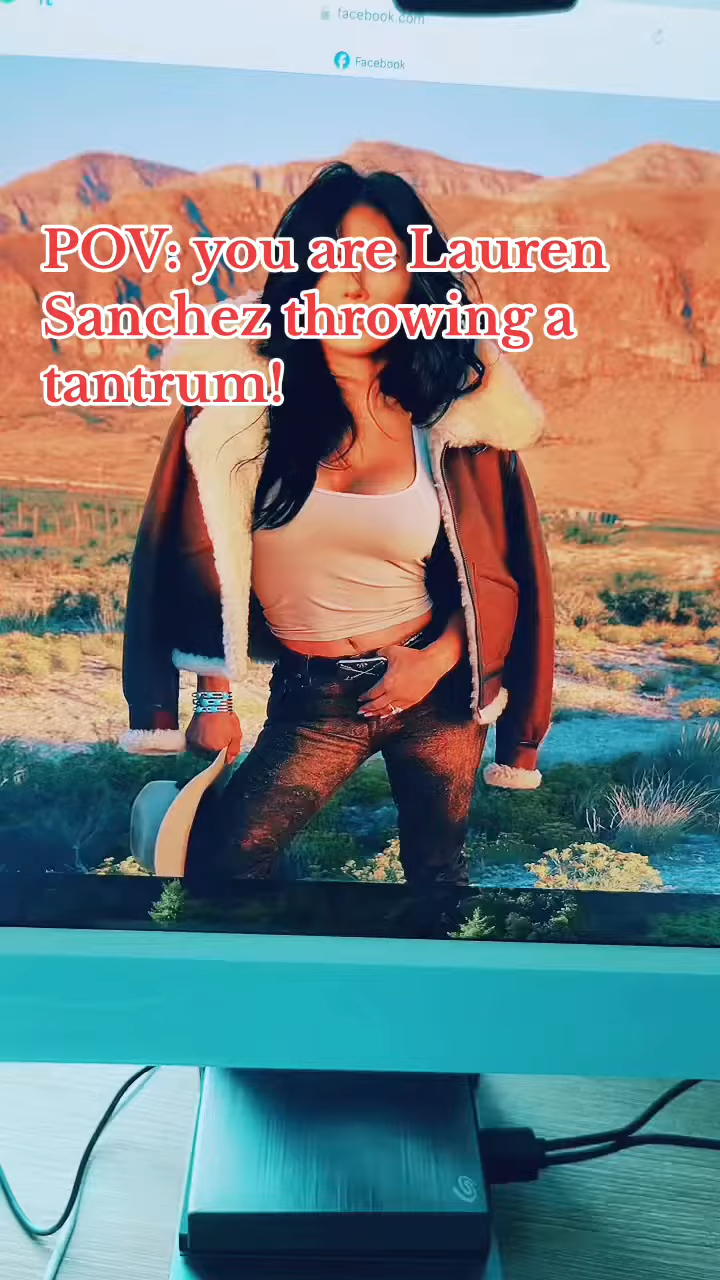 facebook.com
Facebook
POV: you are Lauren
Sanchez throwing a
tantrum!